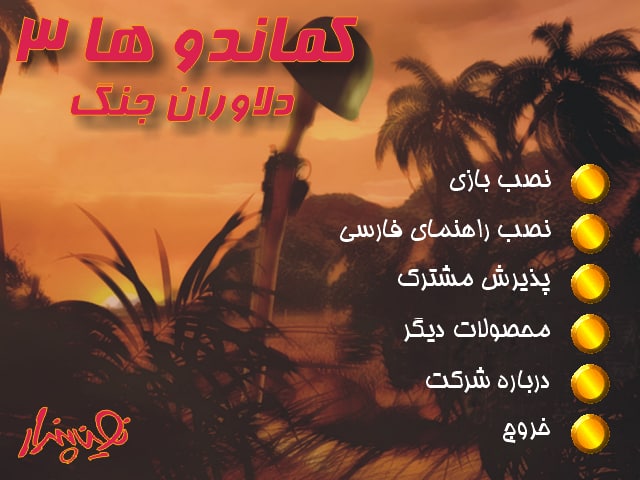 کماندو ها ۳
دلاوران جنگ
نصب بازی
نصب راهنمای فارسی
پذیرش مشترک
محصولات دیگر
درباره شرکت
خروج